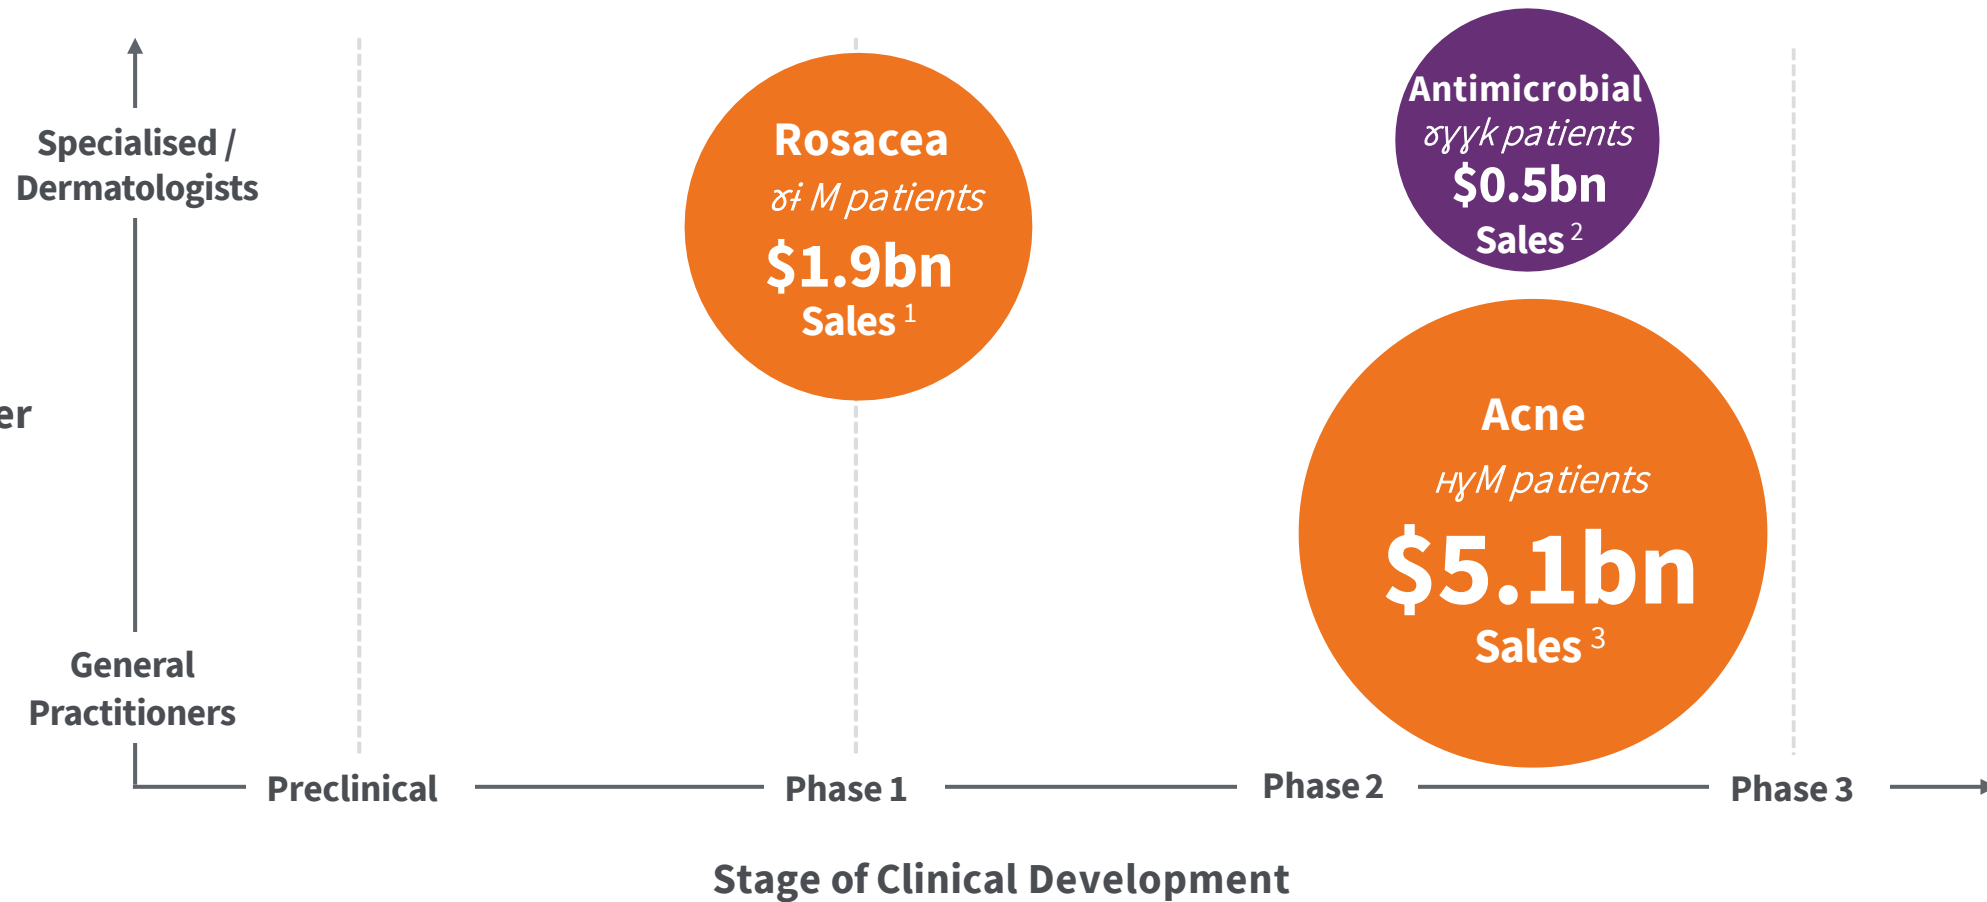 Specialised /
Dermatologists
er
General
Practitioners
Rosacea
M patients
$1.9bn
Sales 1
Antimicrobial
patients
$0.5bn
Sales 2
Acne
M patients
$5.1bn
Sales 3
Preclinical
Phase 1
Phase 2
Phase 3
Stage of Clinical Development